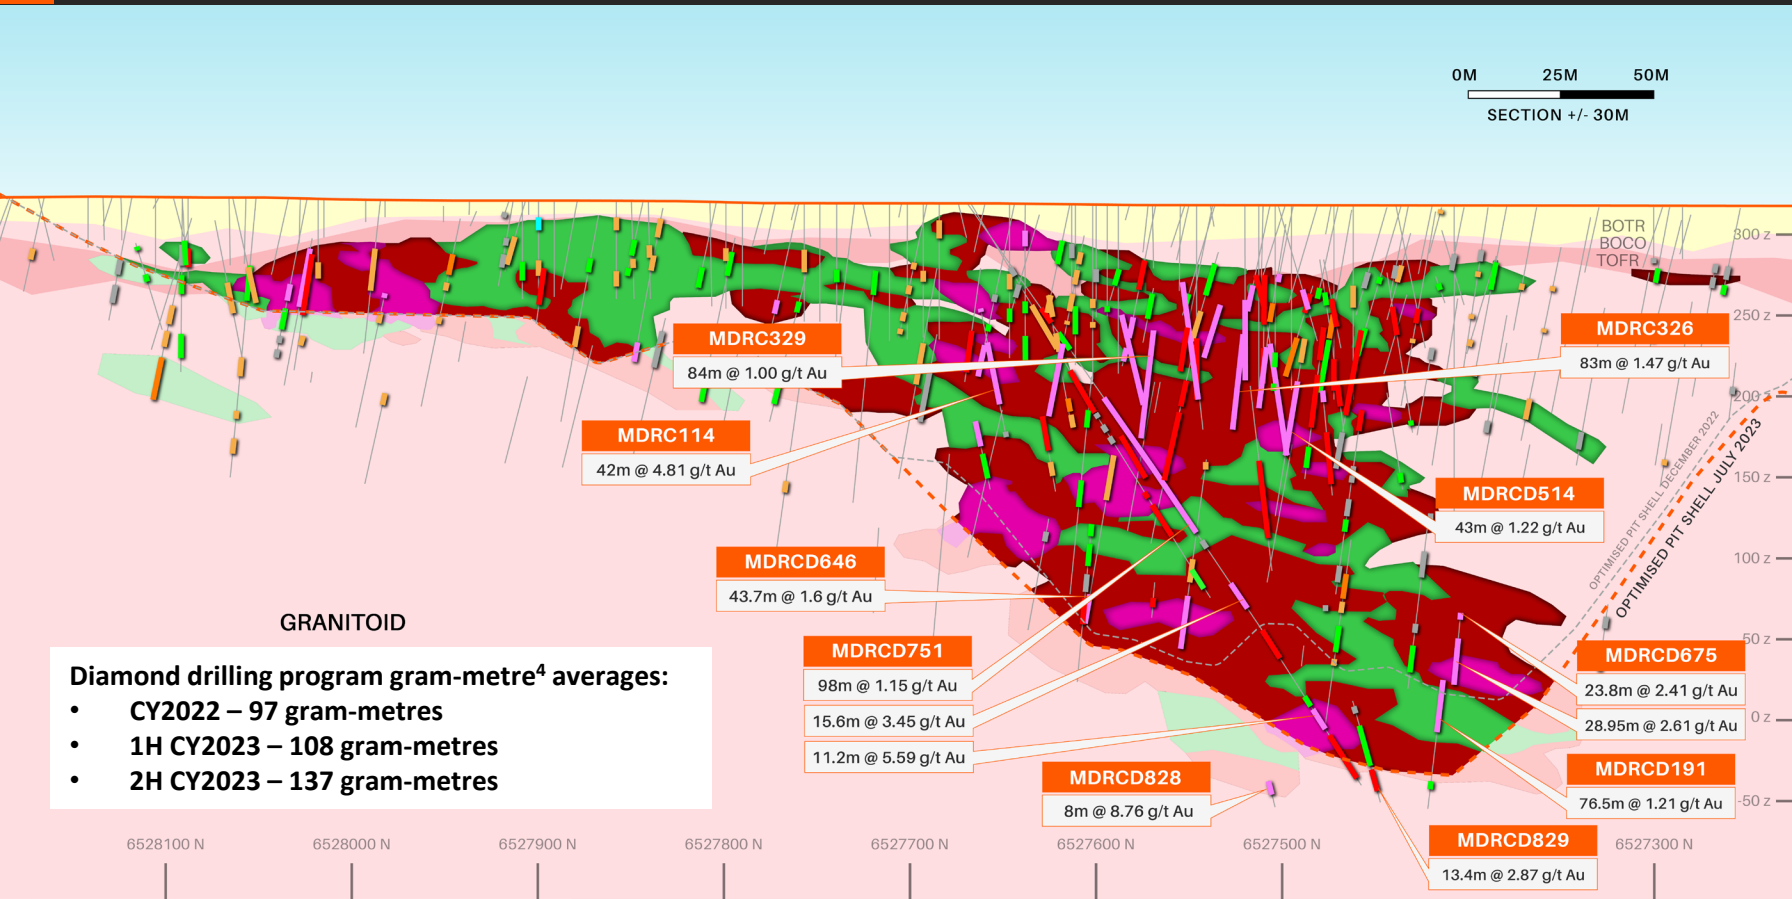 0M 25M 50M
SECTION +/- 30M
BOTR
BOCO
TOFR
300 z
250 z
200 z
150 z
100 z
50 z
0 z
-50 z
MDRC329
84m @ 1.00 g/t Au
MDRC326
83m @ 1.47 g/t Au
MDRC114
42m @ 4.81 g/t Au
MDRCD514
43m @ 1.22 g/t Au
OPTIMISED PIT SHELL DECEMBER 2022
OPTIMISED PIT SHELL JULY 2023
MDRCD646
43.7m @ 1.6 g/t Au
GRANITOID
MDRCD751
98m @ 1.15 g/t Au
15.6m @ 3.45 g/t Au
11.2m @ 5.59 g/t Au
MDRCD675
23.8m @ 2.41 g/t Au
28.95m @ 2.61 g/t Au
Diamond drilling program gram-metre⁴ averages:
• CY2022 – 97 gram-metres
• 1H CY2023 – 108 gram-metres
• 2H CY2023 – 137 gram-metres
MDRCD828
8m @ 8.76 g/t Au
MDRCD191
76.5m @ 1.21 g/t Au
MDRCD829
13.4m @ 2.87 g/t Au
6528100 N 6528000 N 6527900 N 6527800 N 6527700 N 6527600 N 6527500 N 6527300 N